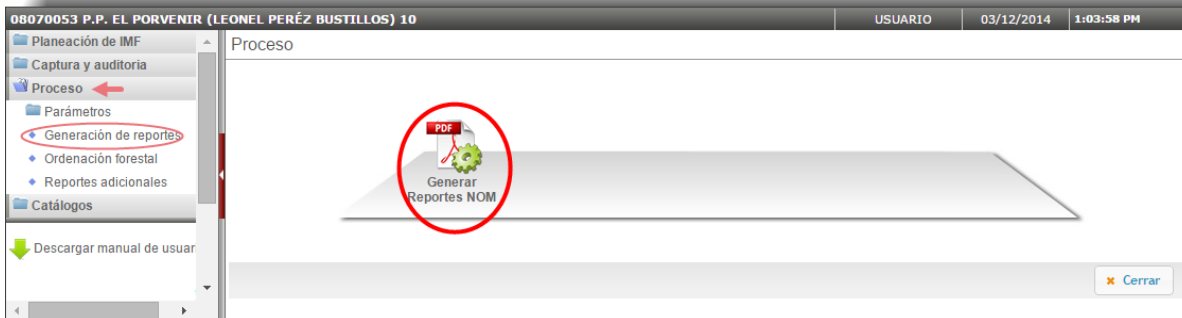 08070053 P.P. EL PORVENIR (LEONEL PERÉZ BUSTILLOS) 10 USUARIO 03/12/2014 1:03:58 PM
Planeación de IMF
Captura y auditoria
Proceso
Parámetros
Generación de reportes
Ordenación forestal
Reportes adicionales
Catálogos
Descargar manual de usuar
Proceso
PDF
Generar
Reportes NOM
Cerrar